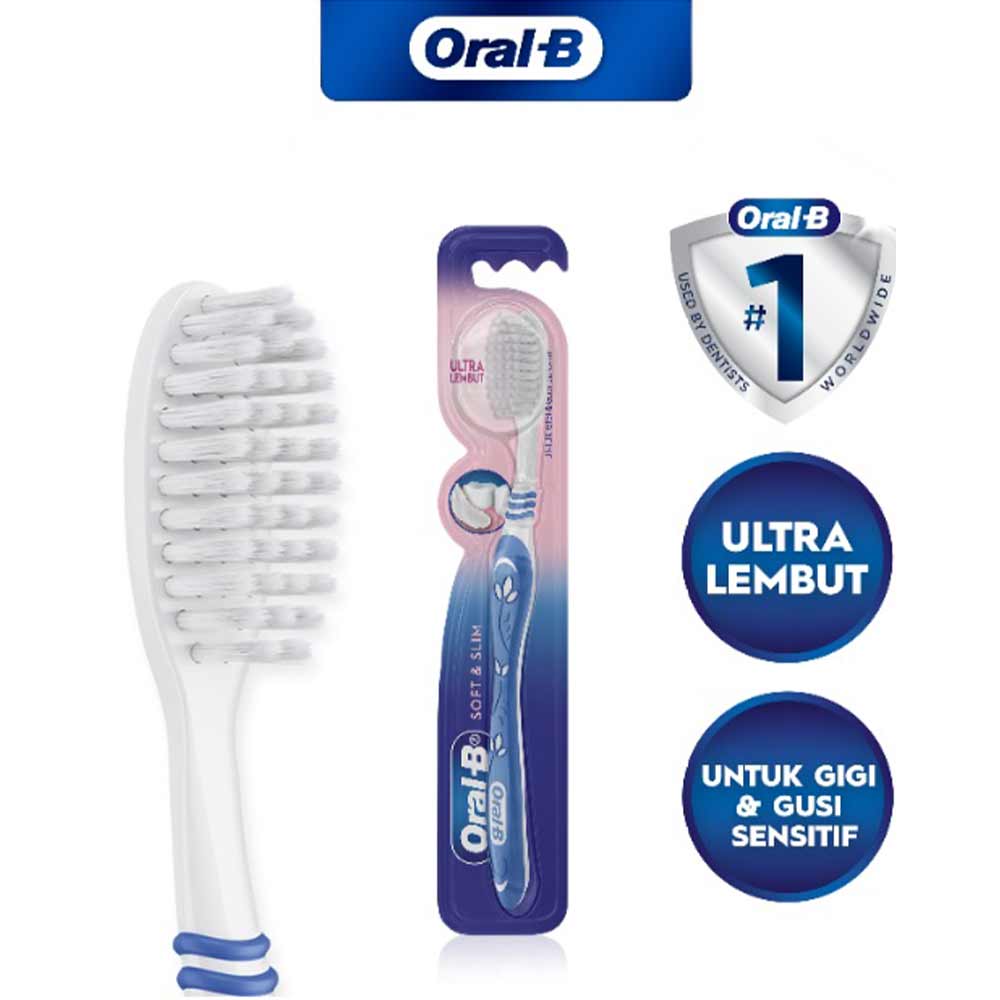 Oral-B
Oral-B
#1
USED BY DENTISTS
WORLDWIDE
ULTRA
LEMBUT
ULTRA
LEMBUT
Oral-B® SOFT & SLIM
Oral-B
UNTUK GIGI
& GUSI
SENSITIF